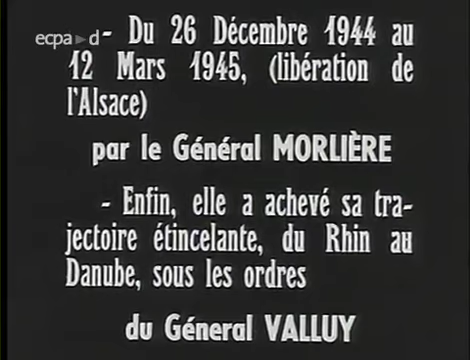 ecpa d
- Du 26 Décembre 1944 au
12 Mars 1945, (libération de
l'Alsace)
par le Général MORLIÈRE
- Enfin, elle a achevé sa tra-
jectoire étincelante, du Rhin au
Danube, sous les ordres
du Général VALLUY